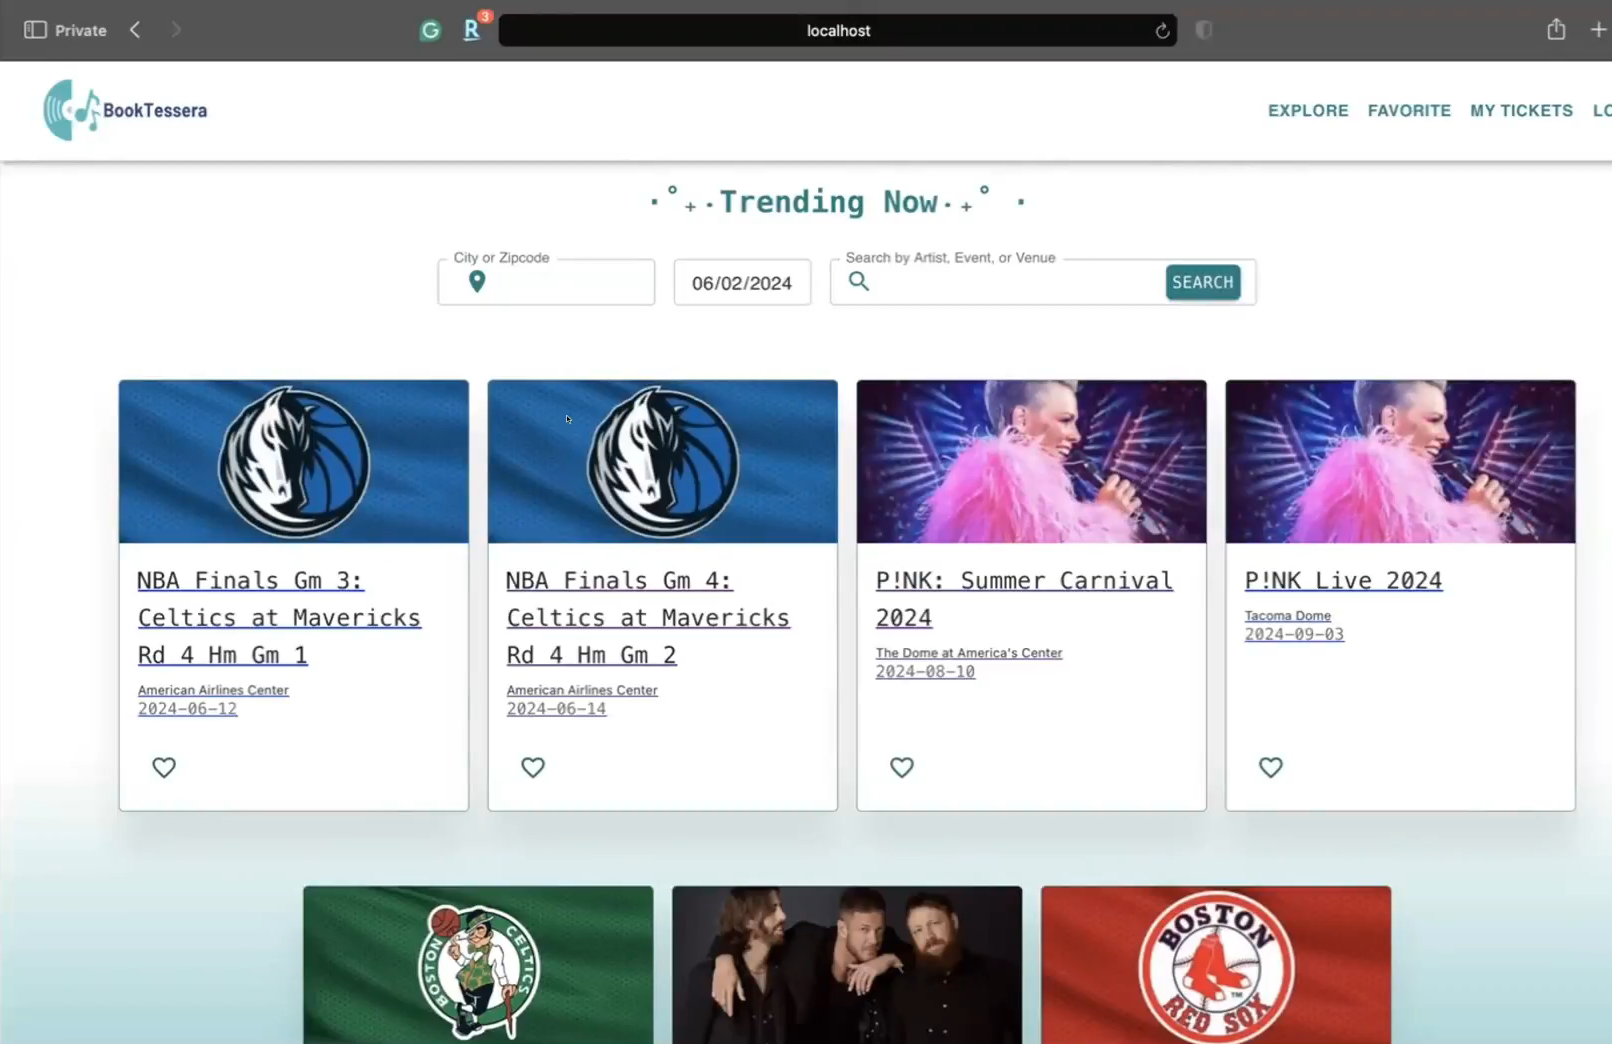 Private
3
localhost
BookTessera
EXPLORE FAVORITE MY TICKETS LO
Trending Now
City or Zipcode
06/02/2024
Search by Artist, Event, or Venue
SEARCH
NBA Finals Gm 3:
Celtics at Mavericks
Rd 4 Hm Gm 1
American Airlines Center
2024-06-12
NBA Finals Gm 4:
Celtics at Mavericks
Rd 4 Hm Gm 2
American Airlines Center
2024-06-14
P!NK: Summer Carnival
2024
The Dome at America's Center
2024-08-10
P!NK Live 2024
Tacoma Dome
2024-09-03
BOSTON CELTICS
BOSTON
RED SOX
TM